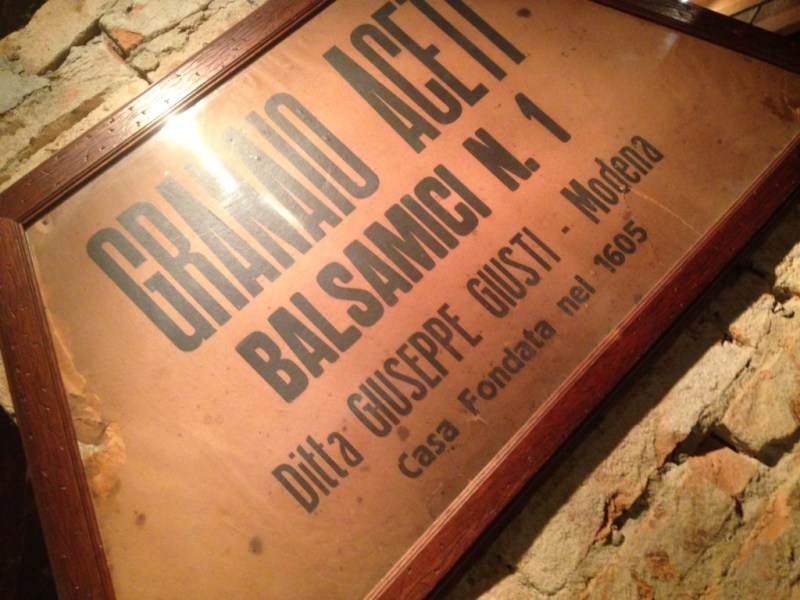 GRANAIO ACETI
BALSAMICI N. 1
Ditta GIUSEPPE GIUSTI - Modena
Casa Fondata nel 1605